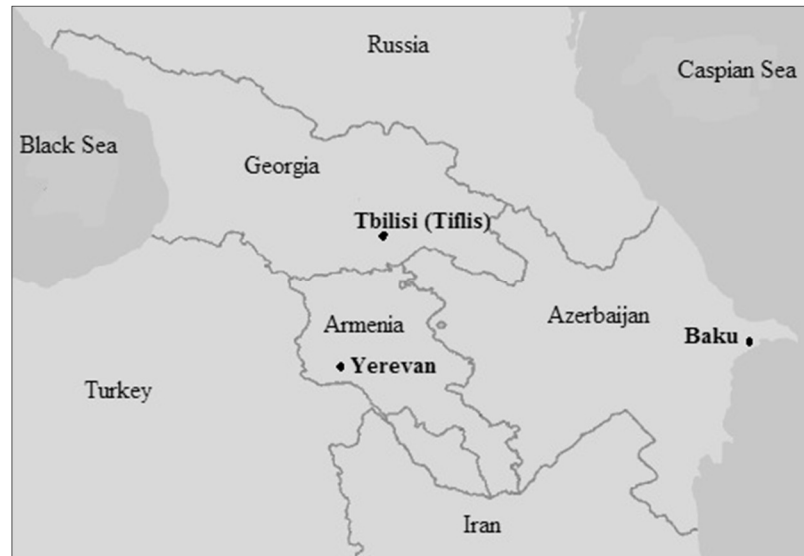 Russia
Caspian Sea
Black Sea
Georgia
Tbilisi (Tiflis)
Azerbaijan
Armenia
Baku
Yerevan
Turkey
Iran